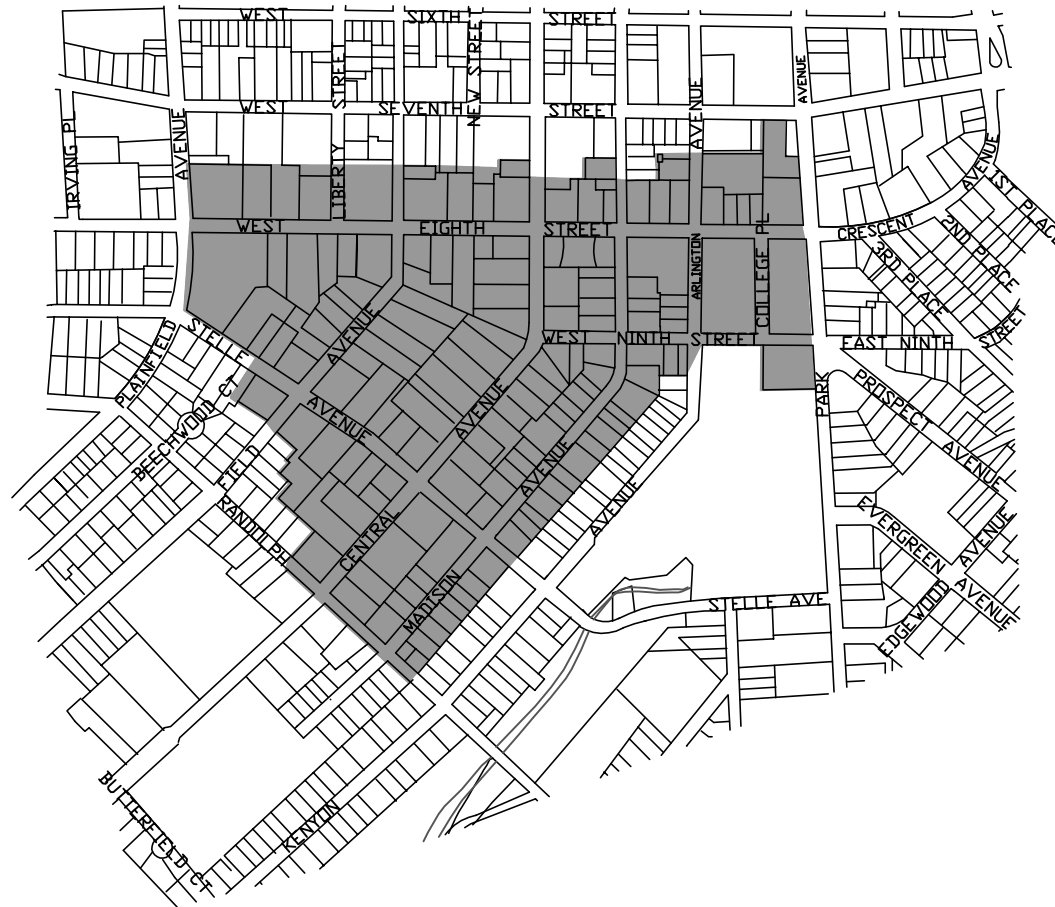 WEST SIXTH STREET
NEW STREET
STREET
AVENUE
AVENUE
WEST SEVENTH STREET
IRVING PL
AVENUE
LIBERTY
AVENUE
1ST PLACE
2ND PLACE
3RD PLACE
CRESCENT
WEST EIGHTH STREET
ARLINGTON
COLLEGE PL
STREET
WEST NINTH STREET
EAST NINTH
PLAINFIELD
STELLE
AVENUE
AVENUE
AVENUE
PARK
PROSPECT AVENUE
BEECHWOOD CT
FIELD
RANDOLPH
CENTRAL
AVENUE
AVENUE
EVERGREEN AVENUE
AVENUE
EDGEWOOD
MADISON
STELLE AVE
BUTTERFIELD CT
KENYON